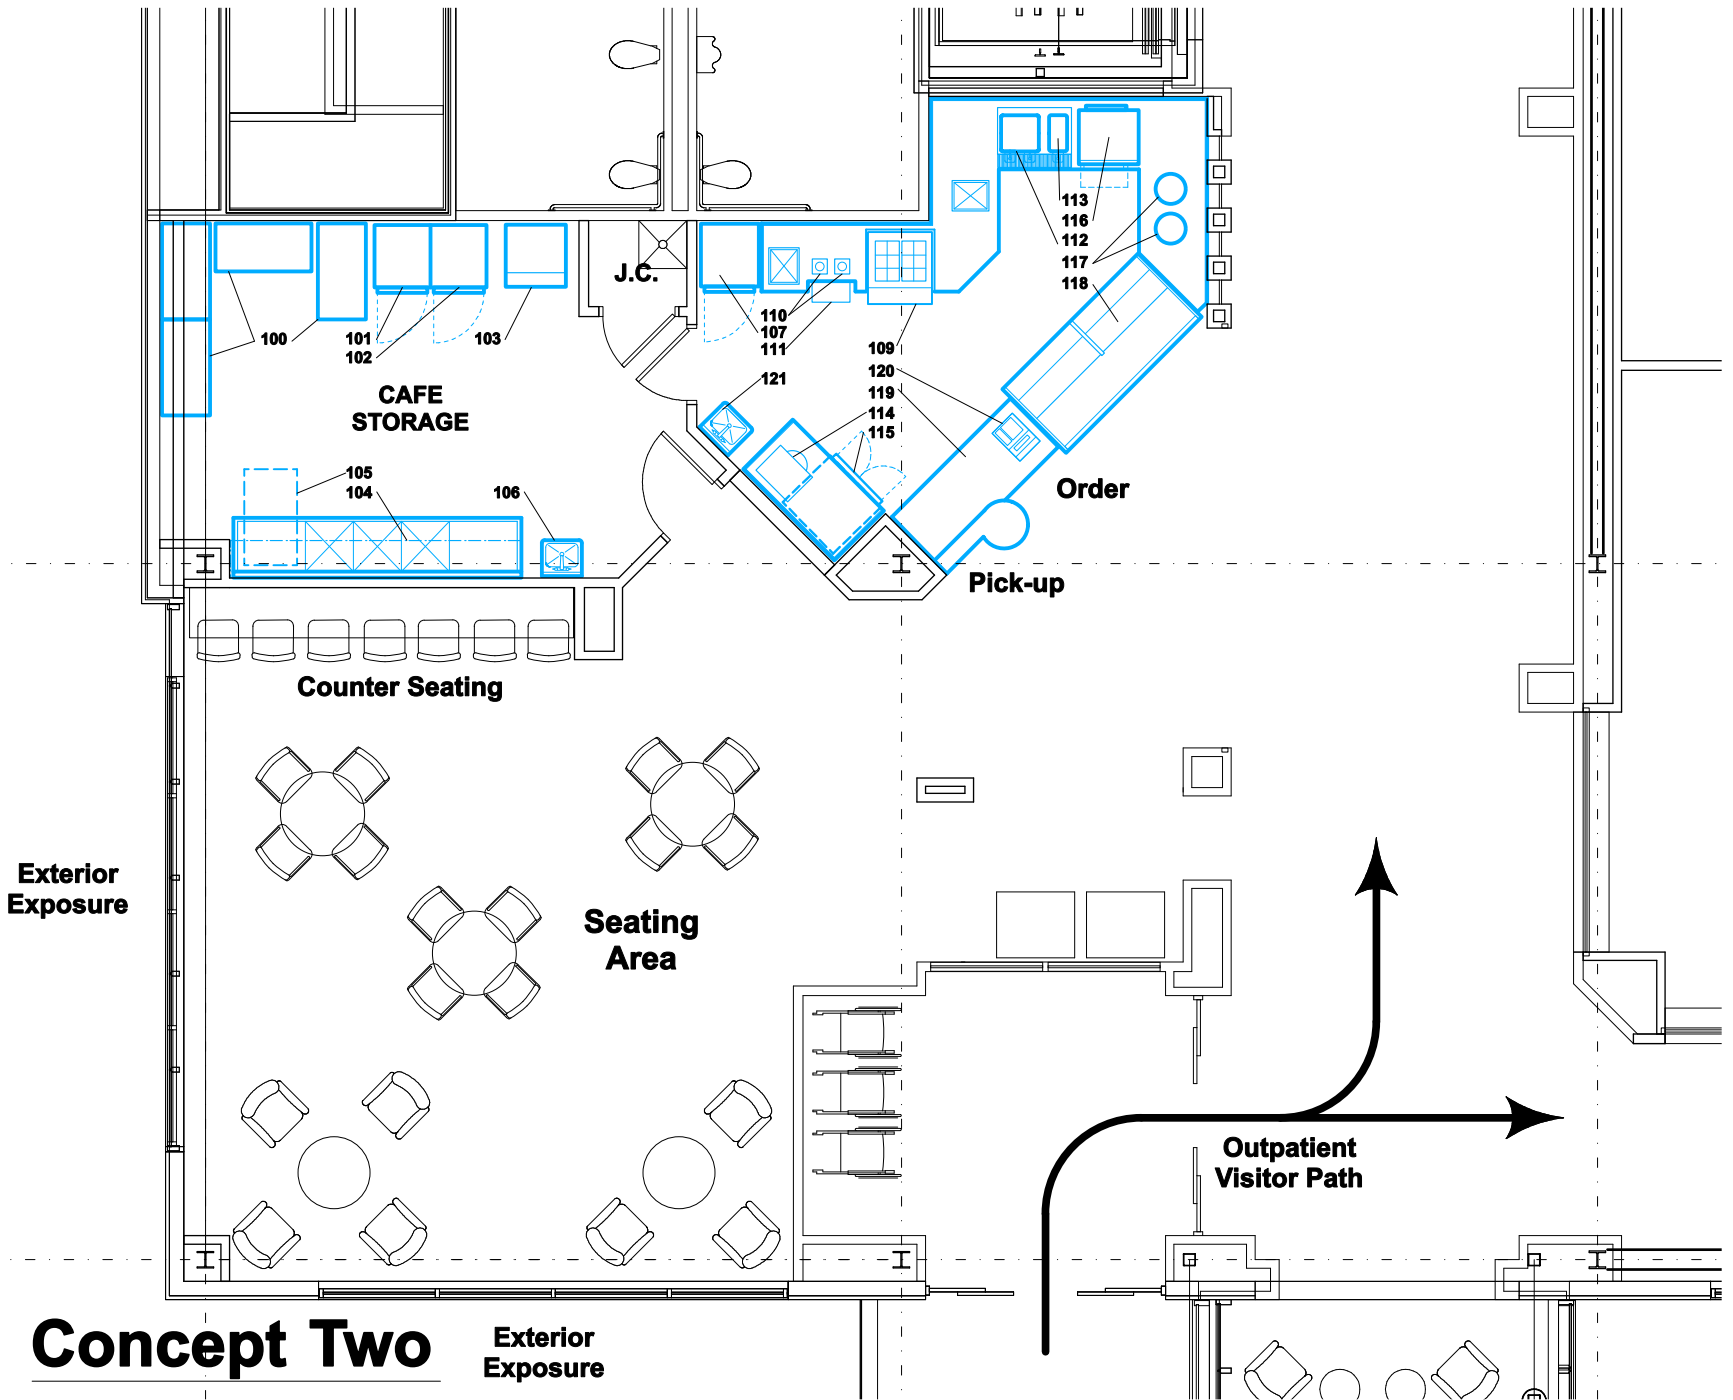 J.C.
113
116
112
117
118
110
107
111
100
101
102
103
109
120
119
114
115
121
CAFE
STORAGE
105
104
106
Order
Pick-up
Counter Seating
Exterior
Exposure
Seating
Area
Outpatient
Visitor Path
Concept Two
Exterior
Exposure